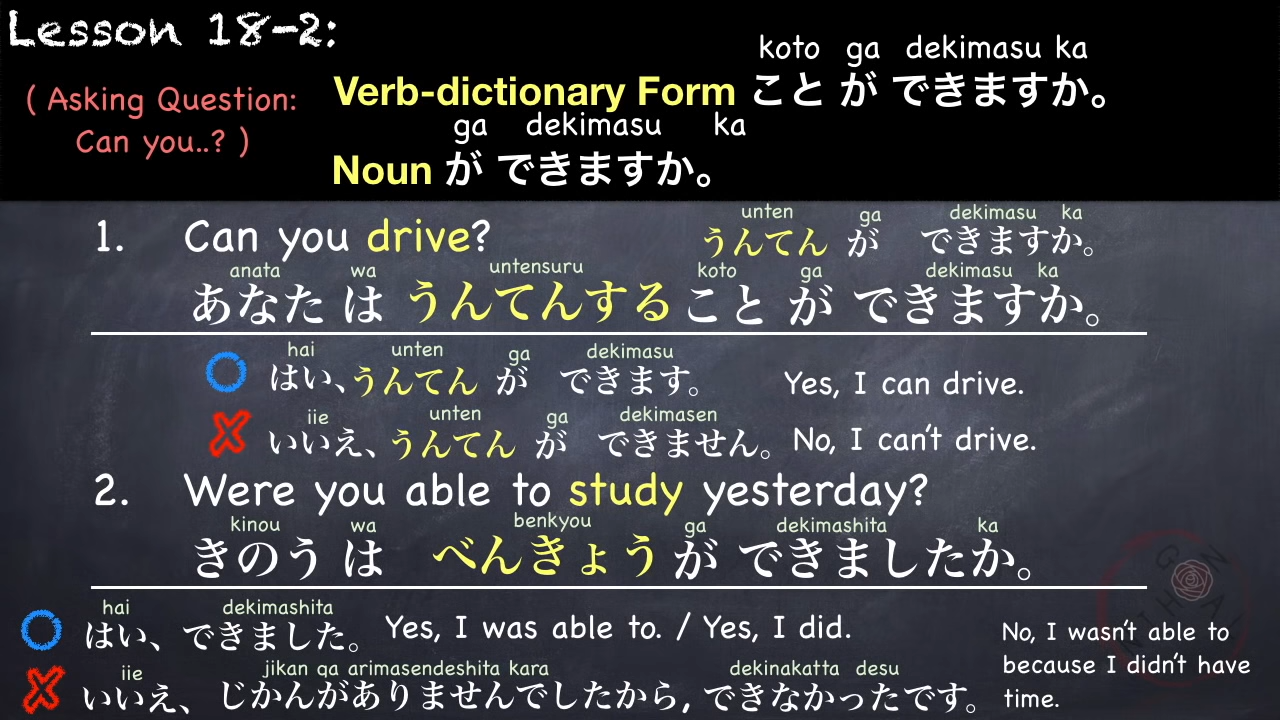 Lesson 18-2:
( Asking Question:
Can you..? )
koto ga dekimasu ka
Verb-dictionary Form こと が できますか。
ga dekimasu ka
Noun が できますか。
1. Can you drive?
unten ga dekimasu ka
うんてん が できますか。
anata wa untensuru koto ga dekimasu ka
あなた は うんてんする こと が できますか。
hai unten ga dekimasu
はい、うんてん が できます。 Yes, I can drive.
iie unten ga dekimasen
いいえ、うんてん が できません。 No, I can't drive.
2. Were you able to study yesterday?
kinou wa benkyou ga dekimashita ka
きのう は べんきょう が できましたか。
hai dekimashita
はい、できました。 Yes, I was able to. / Yes, I did.
iie jikan ga arimasendeshita kara dekinakatta desu
いいえ、じかんがありませんでしたから, できなかったです。
No, I wasn't able to
because I didn't have
time.